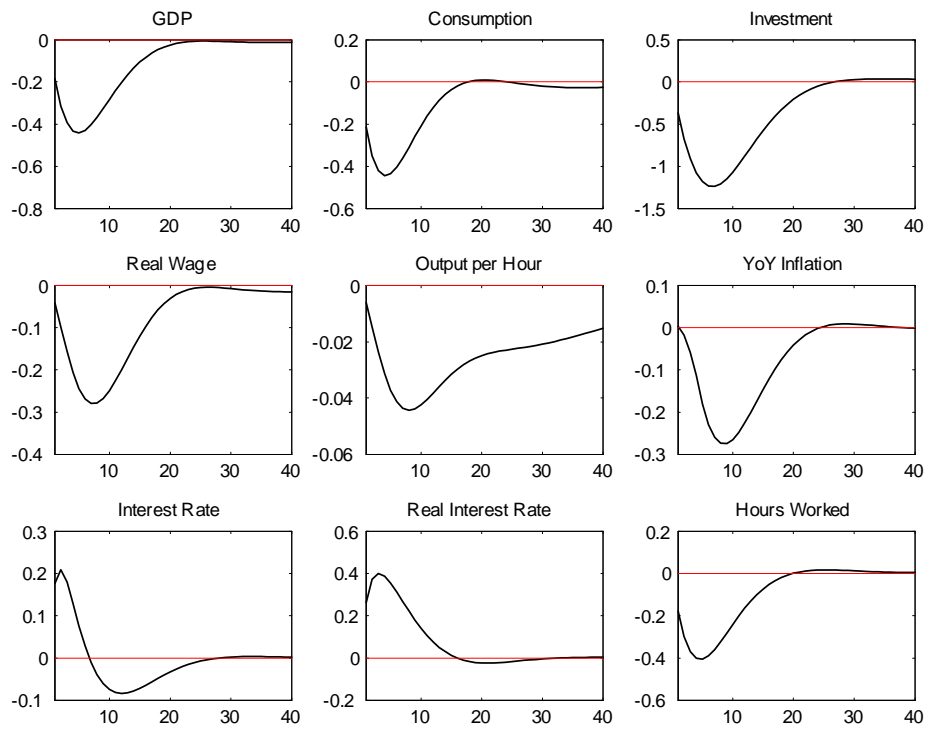 GDP Consumption Investment
0 0.2 0.5
-0.2 0 0
-0.4 -0.2 -0.5
-0.6 -0.4 -1
-0.8 -0.6 -1.5
10 20 30 40 10 20 30 40 10 20 30 40
Real Wage Output per Hour YoY Inflation
0 0 0.1
-0.1 -0.02 0
-0.2 -0.04 -0.1
-0.3 -0.06 -0.2
-0.4 -0.3
10 20 30 40 10 20 30 40 10 20 30 40
Interest Rate Real Interest Rate Hours Worked
0.3 0.6 0.2
0.2 0.4 0
0.1 0.2 -0.2
0 0 -0.4
-0.1 -0.2 -0.6
10 20 30 40 10 20 30 40 10 20 30 40